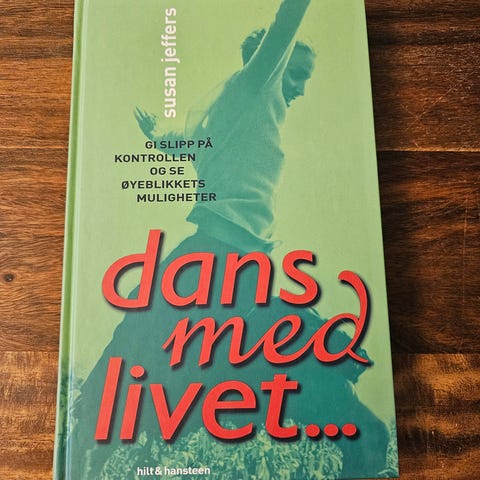 susan jeffers
GI SLIPP PÅ
KONTROLLEN
OG SE
ØYEBLIKKETS
MULIGHETER
dans
med
livet...
hilt & hansteen